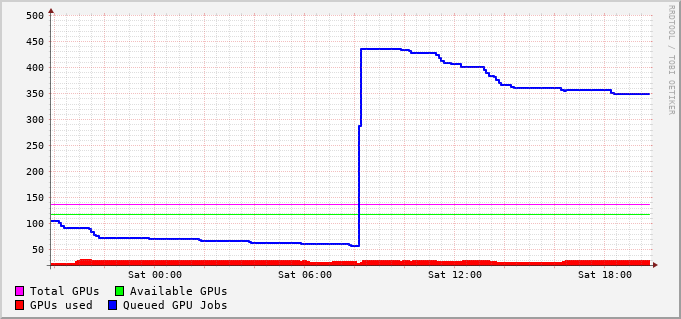 500
450
400
350
300
250
200
150
100
50
Sat 00:00 Sat 06:00 Sat 12:00 Sat 18:00
Total GPUs Available GPUs
GPUs used Queued GPU Jobs
RRDTOOL / TOBI OETIKER